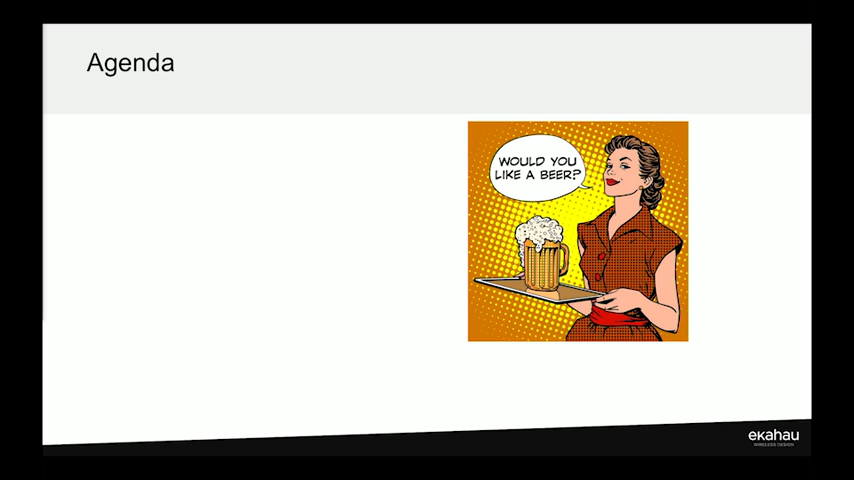 Agenda
WOULD YOU
LIKE A BEER?
ekahau
WIRELESS DESIGN